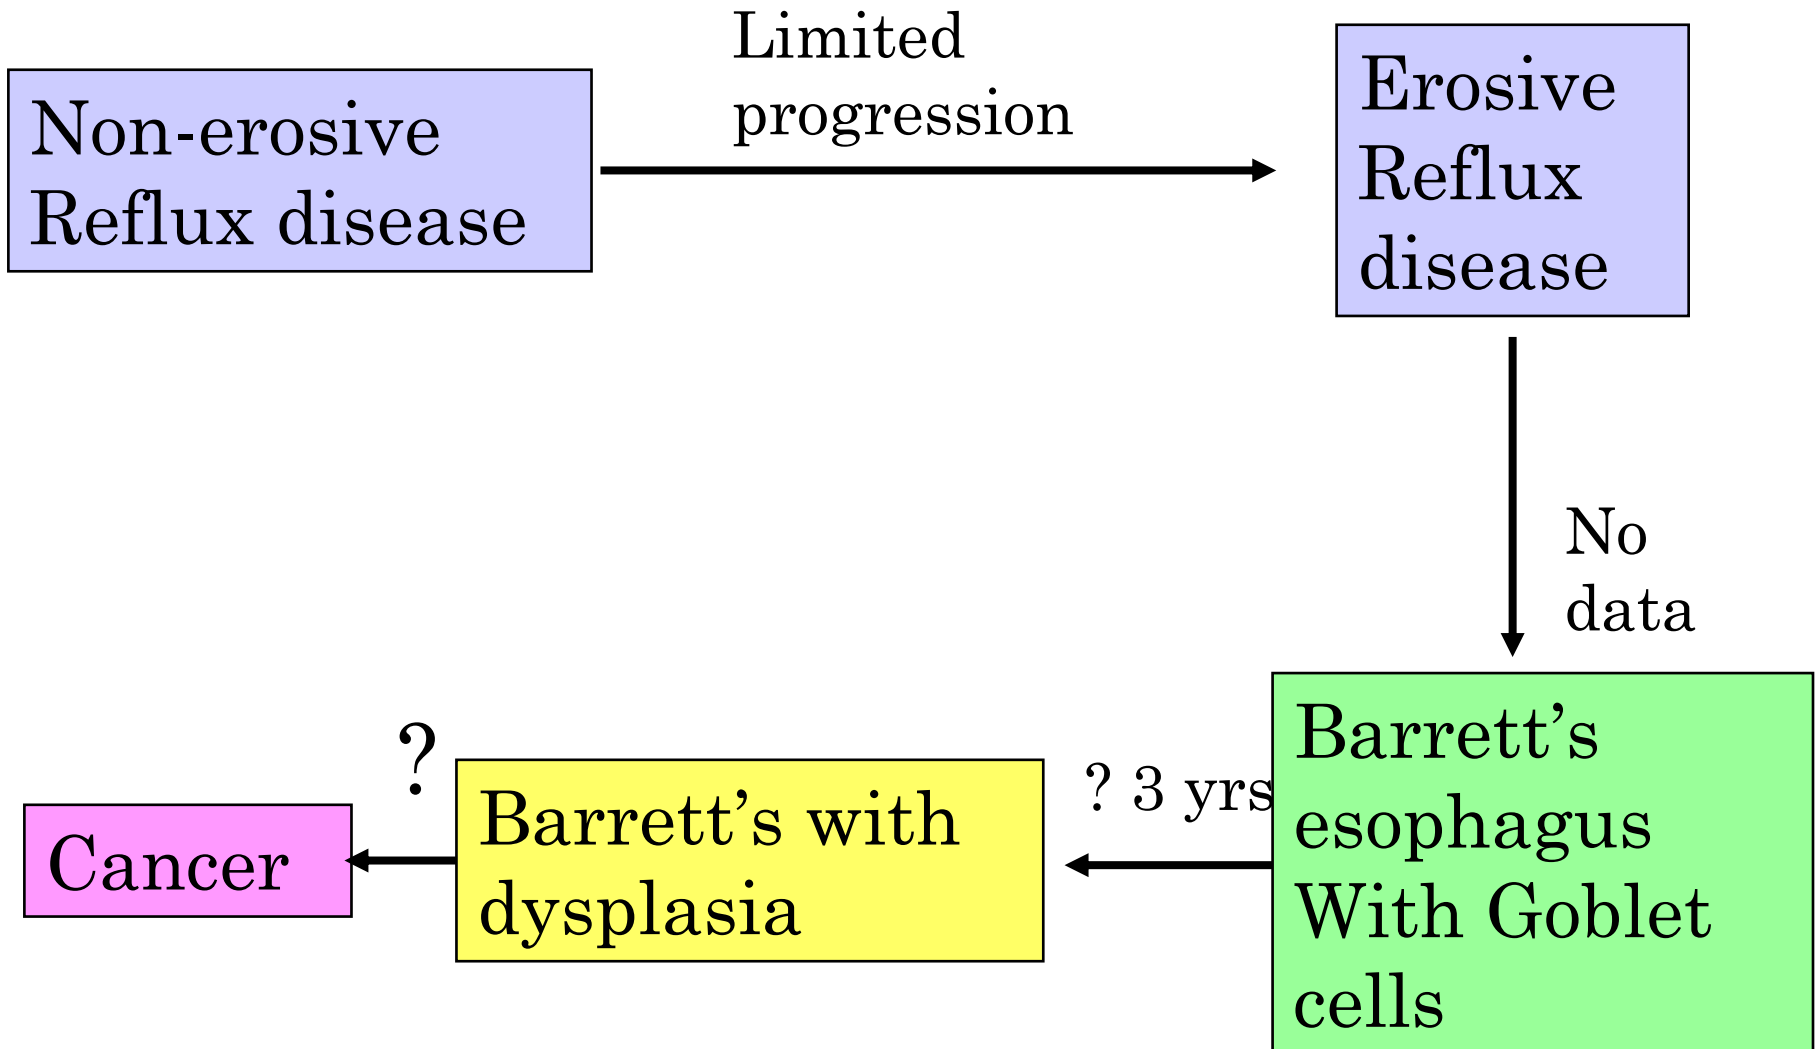 Limited
progression
Non-erosive
Reflux disease
Erosive
Reflux
disease
No
data
Barrett’s
esophagus
With Goblet
cells
? 3 yrs
Barrett’s with
dysplasia
?
Cancer